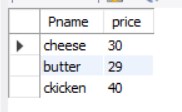 Pname price
cheese 30
butter 29
ckicken 40